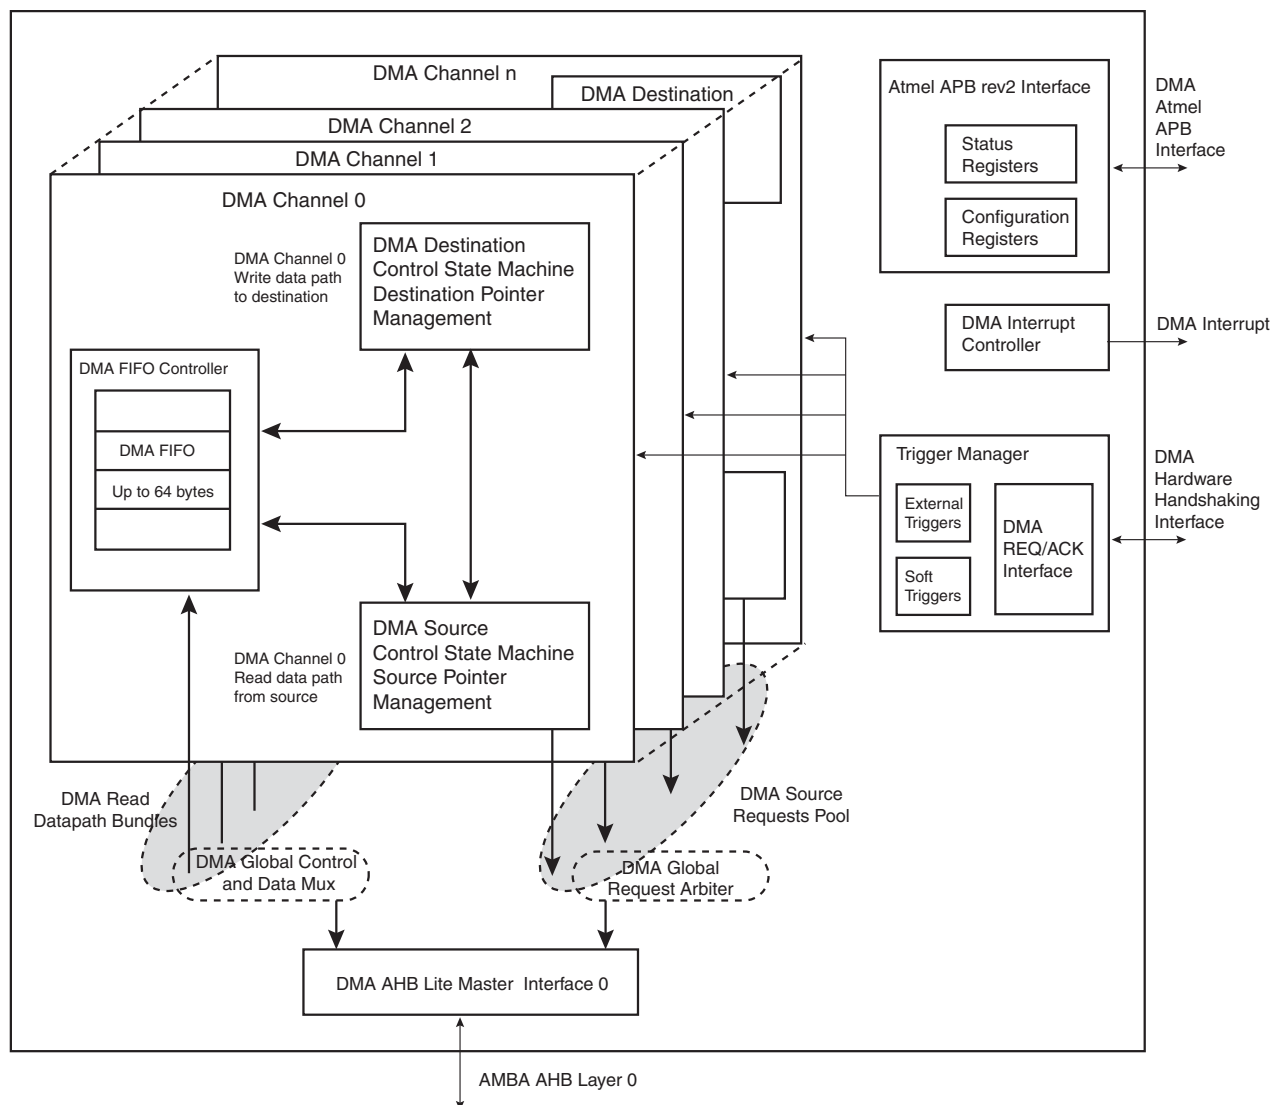 DMA Channel n
DMA Destination
DMA Channel 2
DMA Channel 1
DMA Channel 0
DMA Channel 0
Write data path
to destination
DMA Destination
Control State Machine
Destination Pointer
Management
DMA FIFO Controller
DMA FIFO
Up to 64 bytes
DMA Channel 0
Read data path
from source
DMA Source
Control State Machine
Source Pointer
Management
Atmel APB rev2 Interface
Status
Registers
Configuration
Registers
DMA
Atmel
APB
Interface
DMA Interrupt
Controller
DMA Interrupt
Trigger Manager
External
Triggers
Soft
Triggers
DMA
REQ/ACK
Interface
DMA
Hardware
Handshaking
Interface
DMA Read
Datapath Bundles
DMA Source
Requests Pool
DMA Global Control
and Data Mux
DMA Global
Request Arbiter
DMA AHB Lite Master Interface 0
AMBA AHB Layer 0